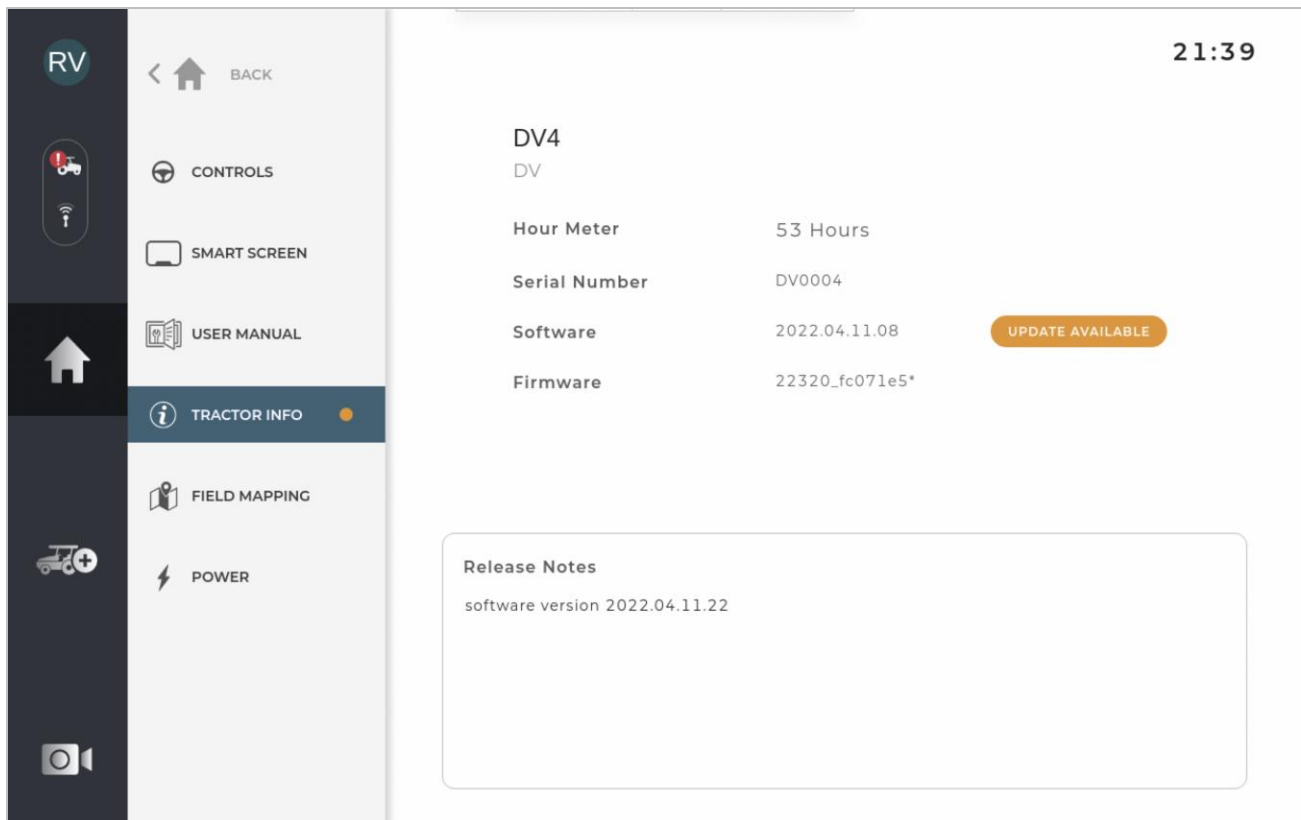 RV
21:39
BACK
CONTROLS
SMART SCREEN
USER MANUAL
TRACTOR INFO
FIELD MAPPING
POWER
DV4
DV
Hour Meter 53 Hours
Serial Number DV0004
Software 2022.04.11.08 UPDATE AVAILABLE
Firmware 22320_fc071e5*
Release Notes
software version 2022.04.11.22